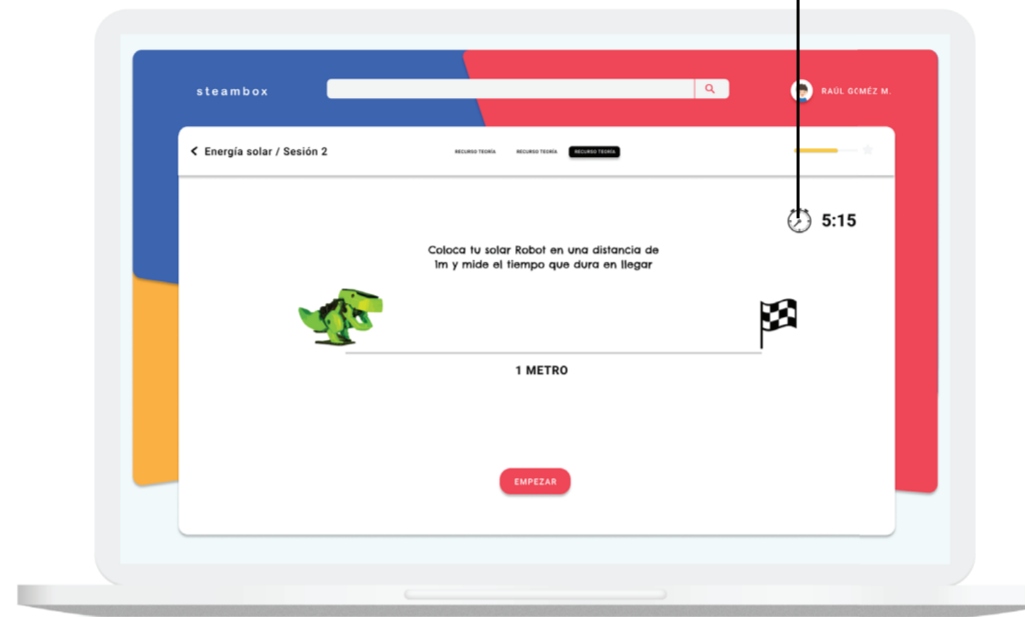 steambox
RAÚL GOMÉZ M.
Energía solar / Sesión 2
RECURSO TEORÍA
RECURSO TEORÍA
RECURSO TEORÍA
5:15
Coloca tu solar Robot en una distancia de
1m y mide el tiempo que dura en llegar
1 METRO
EMPEZAR